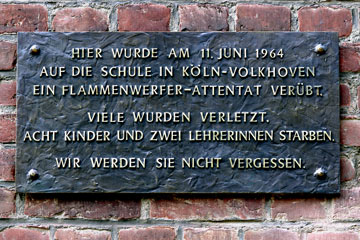 HIER WURDE AM 11. JUNI 1964
AUF DIE SCHULE IN KÖLN-VOLKHOVEN
EIN FLAMMENWERFER-ATTENTAT VERÜBT.
VIELE WURDEN VERLETZT.
ACHT KINDER UND ZWEI LEHRERINNEN STARBEN.
WIR WERDEN SIE NICHT VERGESSEN.